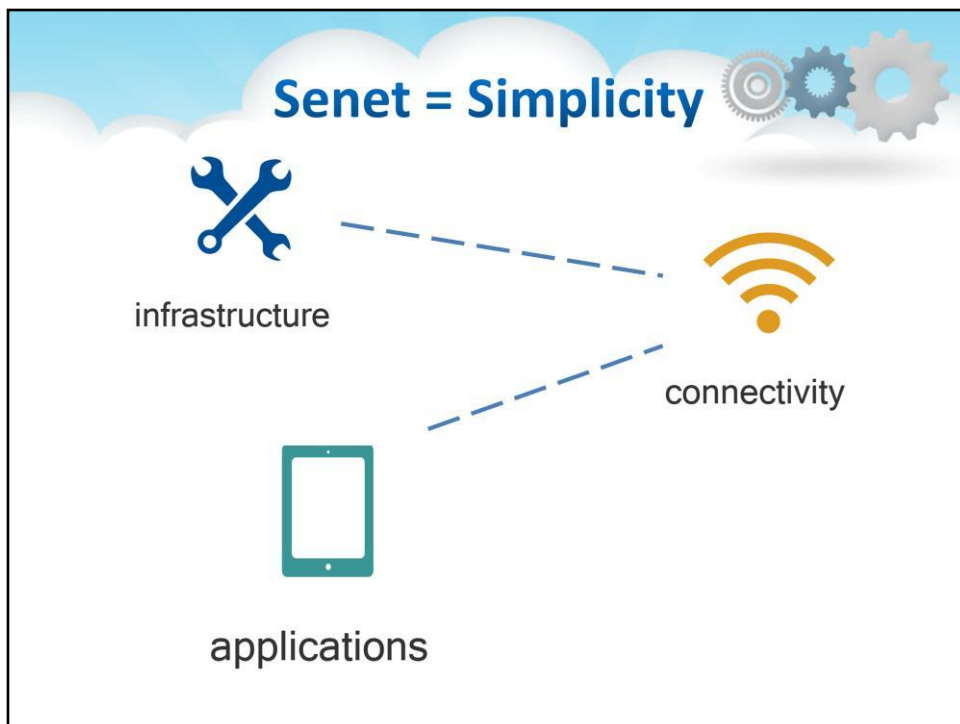 Senet = Simplicity
infrastructure
connectivity
applications